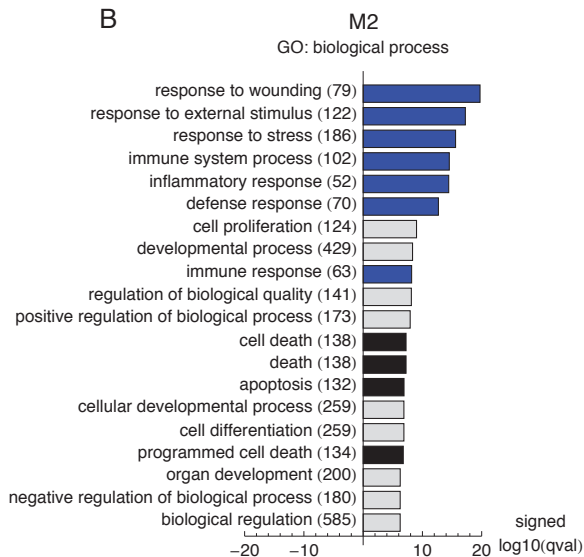 B
M2
GO: biological process
response to wounding (79)
response to external stimulus (122)
response to stress (186)
immune system process (102)
inflammatory response (52)
defense response (70)
cell proliferation (124)
developmental process (429)
immune response (63)
regulation of biological quality (141)
positive regulation of biological process (173)
cell death (138)
death (138)
apoptosis (132)
cellular developmental process (259)
cell differentiation (259)
programmed cell death (134)
organ development (200)
negative regulation of biological process (180)
biological regulation (585)
−20 −10 10 20
signed
log10(qval)